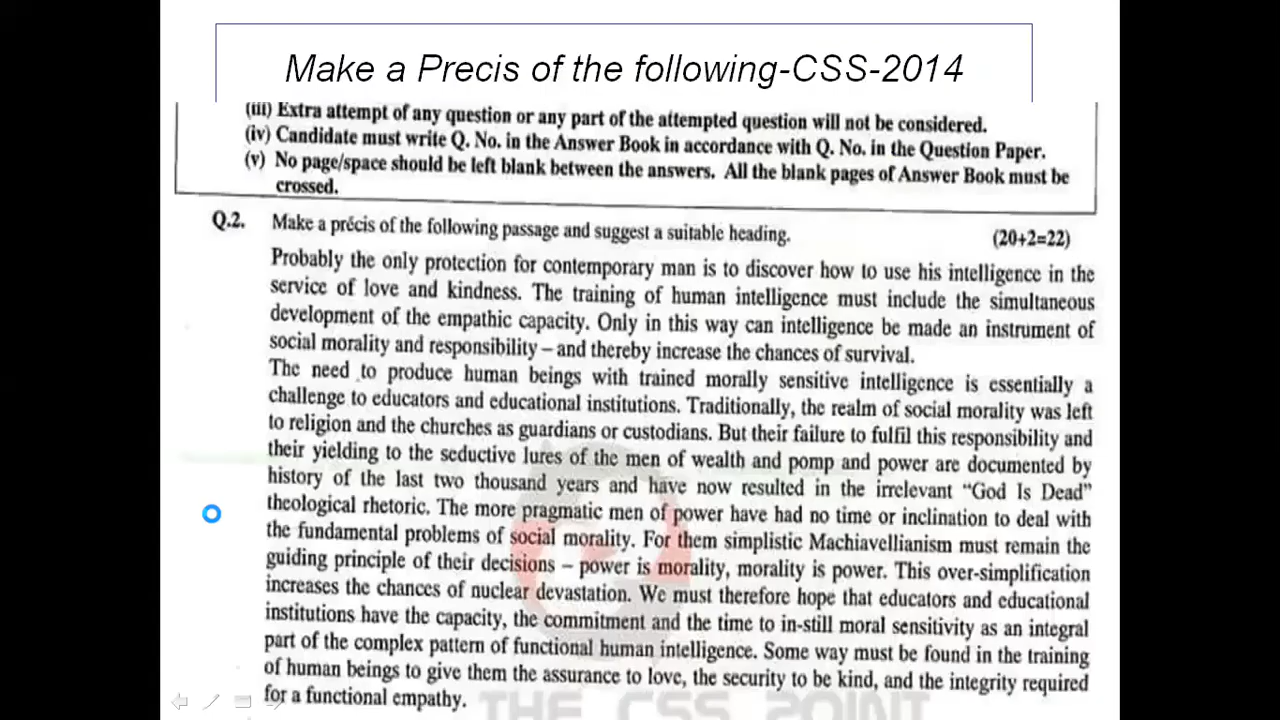 Make a Precis of the following-CSS-2014
(iii) Extra attempt of any question or any part of the attempted question will not be considered.
(iv) Candidate must write Q. No. in the Answer Book in accordance with Q. No. in the Question Paper.
(v) No page/space should be left blank between the answers. All the blank pages of Answer Book must be
crossed.
Q.2. Make a précis of the following passage and suggest a suitable heading. (20+2=22)
Probably the only protection for contemporary man is to discover how to use his intelligence in the
service of love and kindness. The training of human intelligence must include the simultaneous
development of the empathic capacity. Only in this way can intelligence be made an instrument of
social morality and responsibility – and thereby increase the chances of survival.
The need to produce human beings with trained morally sensitive intelligence is essentially a
challenge to educators and educational institutions. Traditionally, the realm of social morality was left
to religion and the churches as guardians or custodians. But their failure to fulfil this responsibility and
their yielding to the seductive lures of the men of wealth and pomp and power are documented by
history of the last two thousand years and have now resulted in the irrelevant “God Is Dead”
theological rhetoric. The more pragmatic men of power have had no time or inclination to deal with
the fundamental problems of social morality. For them simplistic Machiavellianism must remain the
guiding principle of their decisions – power is morality, morality is power. This over-simplification
increases the chances of nuclear devastation. We must therefore hope that educators and educational
institutions have the capacity, the commitment and the time to in-still moral sensitivity as an integral
part of the complex pattern of functional human intelligence. Some way must be found in the training
of human beings to give them the assurance to love, the security to be kind, and the integrity required
for a functional empathy.
THE CSS POINT